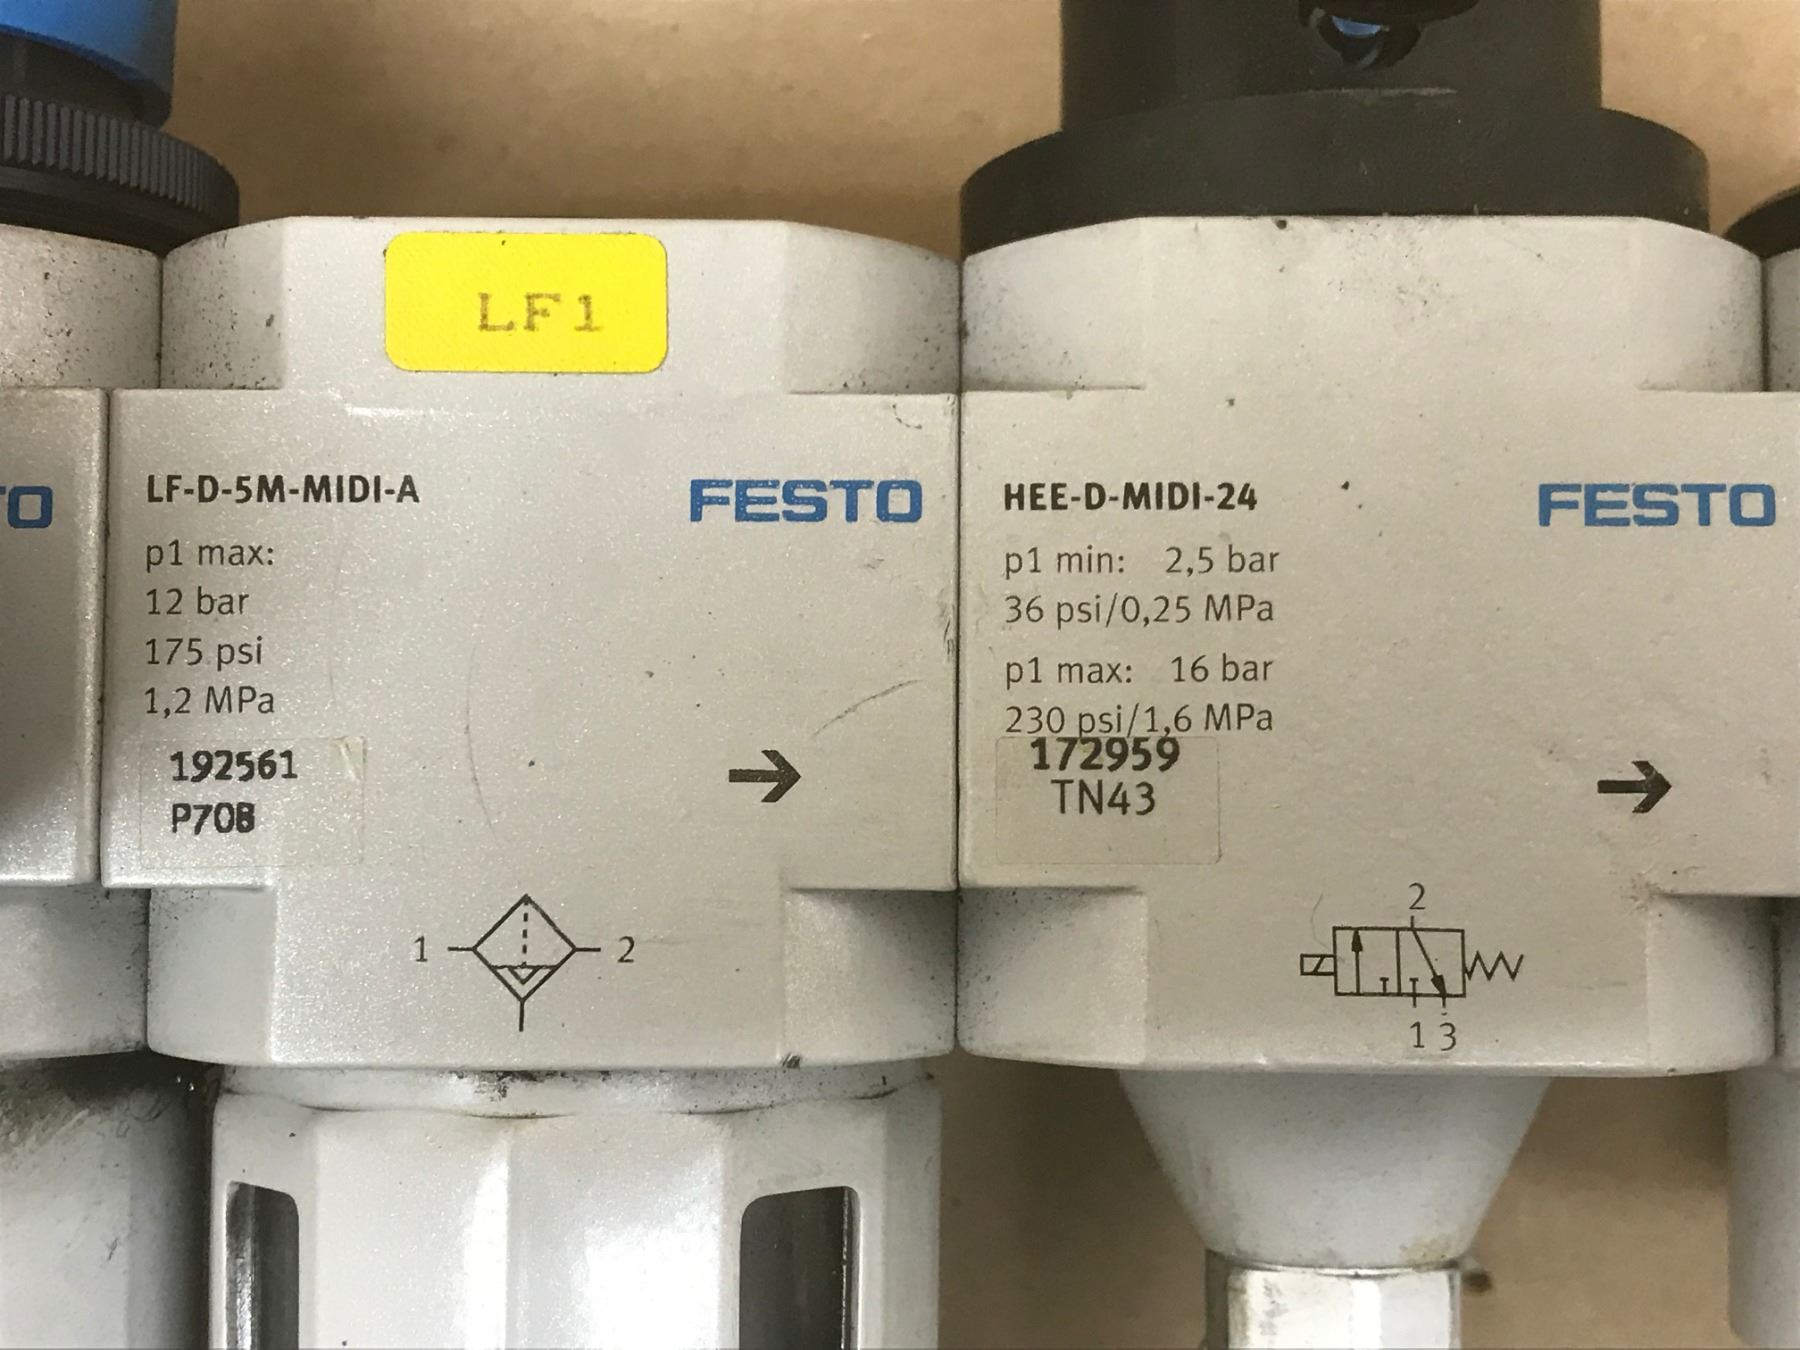 LF1
TO
LF-D-5M-MIDI-A
FESTO
p1 max:
12 bar
175 psi
1,2 MPa
192561
P708
1
2
HEE-D-MIDI-24
FESTO
p1 min: 2,5 bar
36 psi/0,25 MPa
p1 max: 16 bar
230 psi/1,6 MPa
172959
TN43
2
1 3